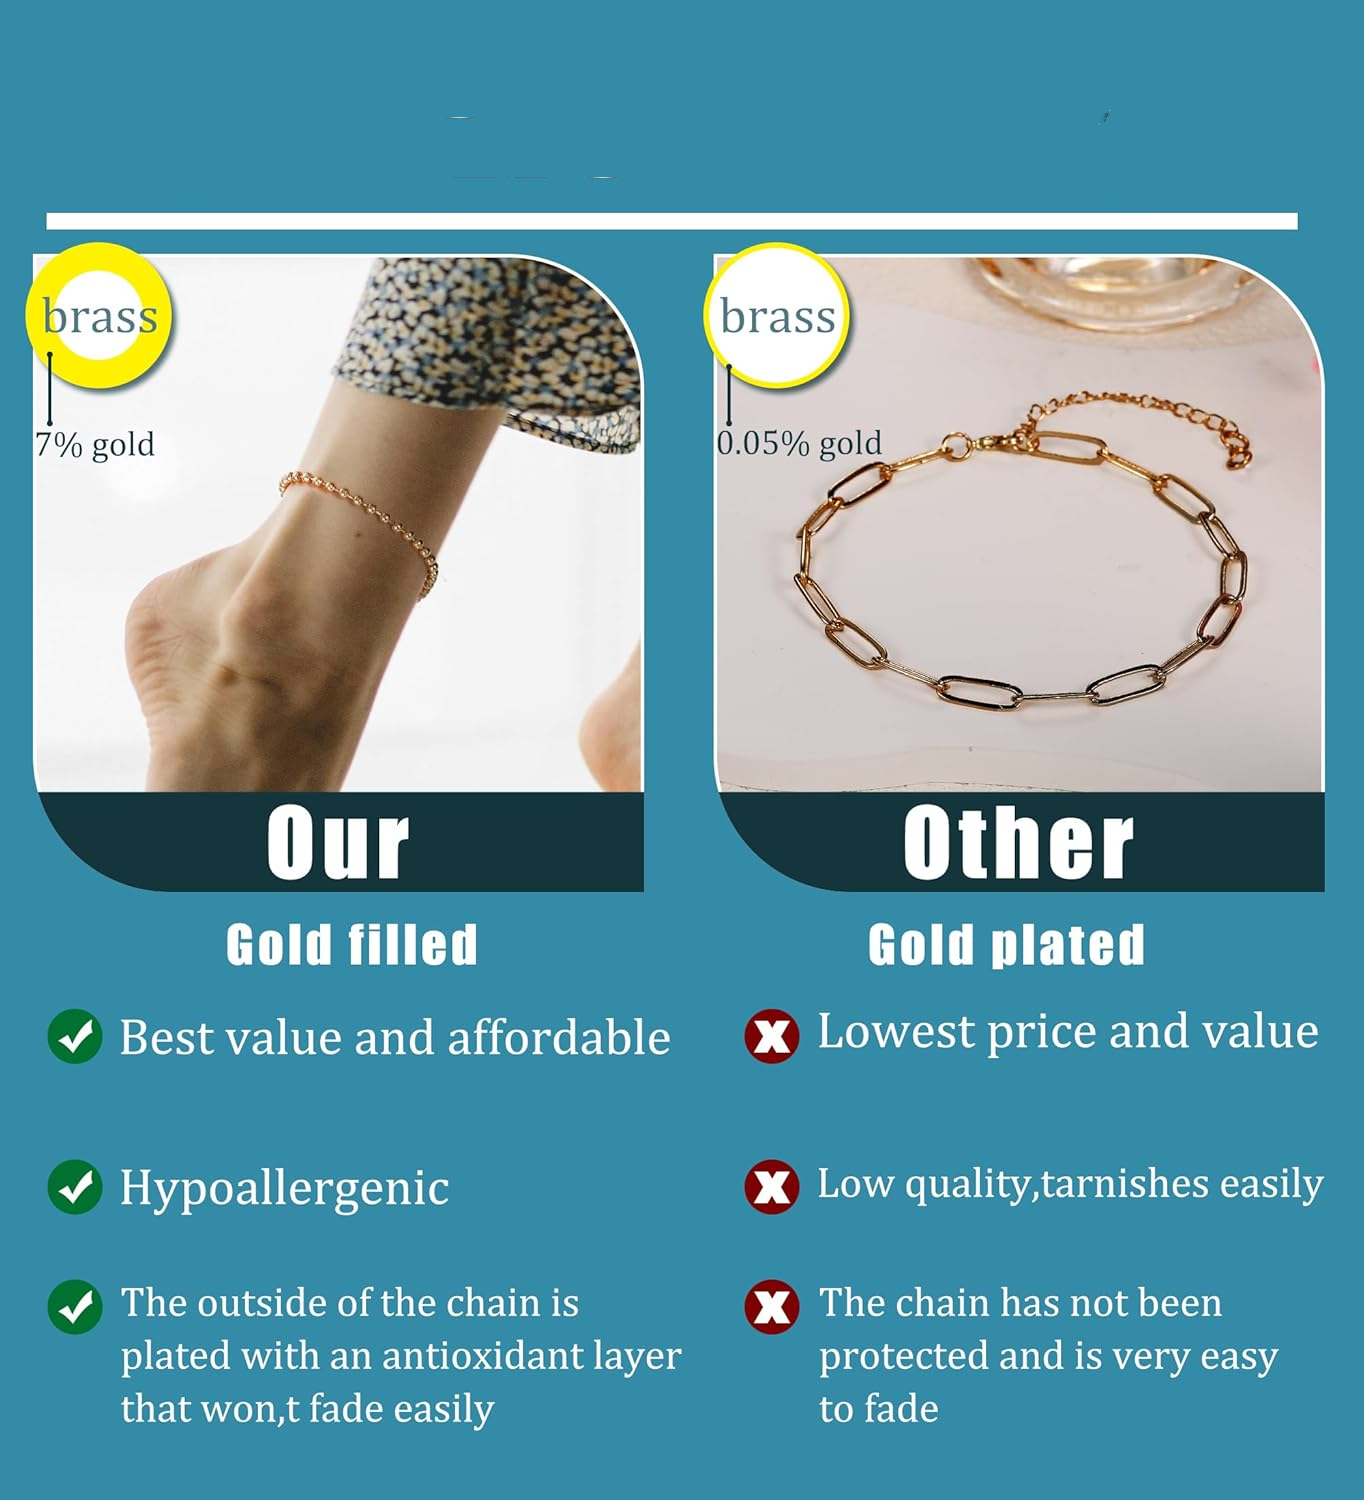 brass
7% gold
Our
Gold filled
Best value and affordable
Hypoallergenic
The outside of the chain is
plated with an antioxidant layer
that won,t fade easily
brass
0.05% gold
Other
Gold plated
Lowest price and value
Low quality,tarnishes easily
The chain has not been
protected and is very easy
to fade